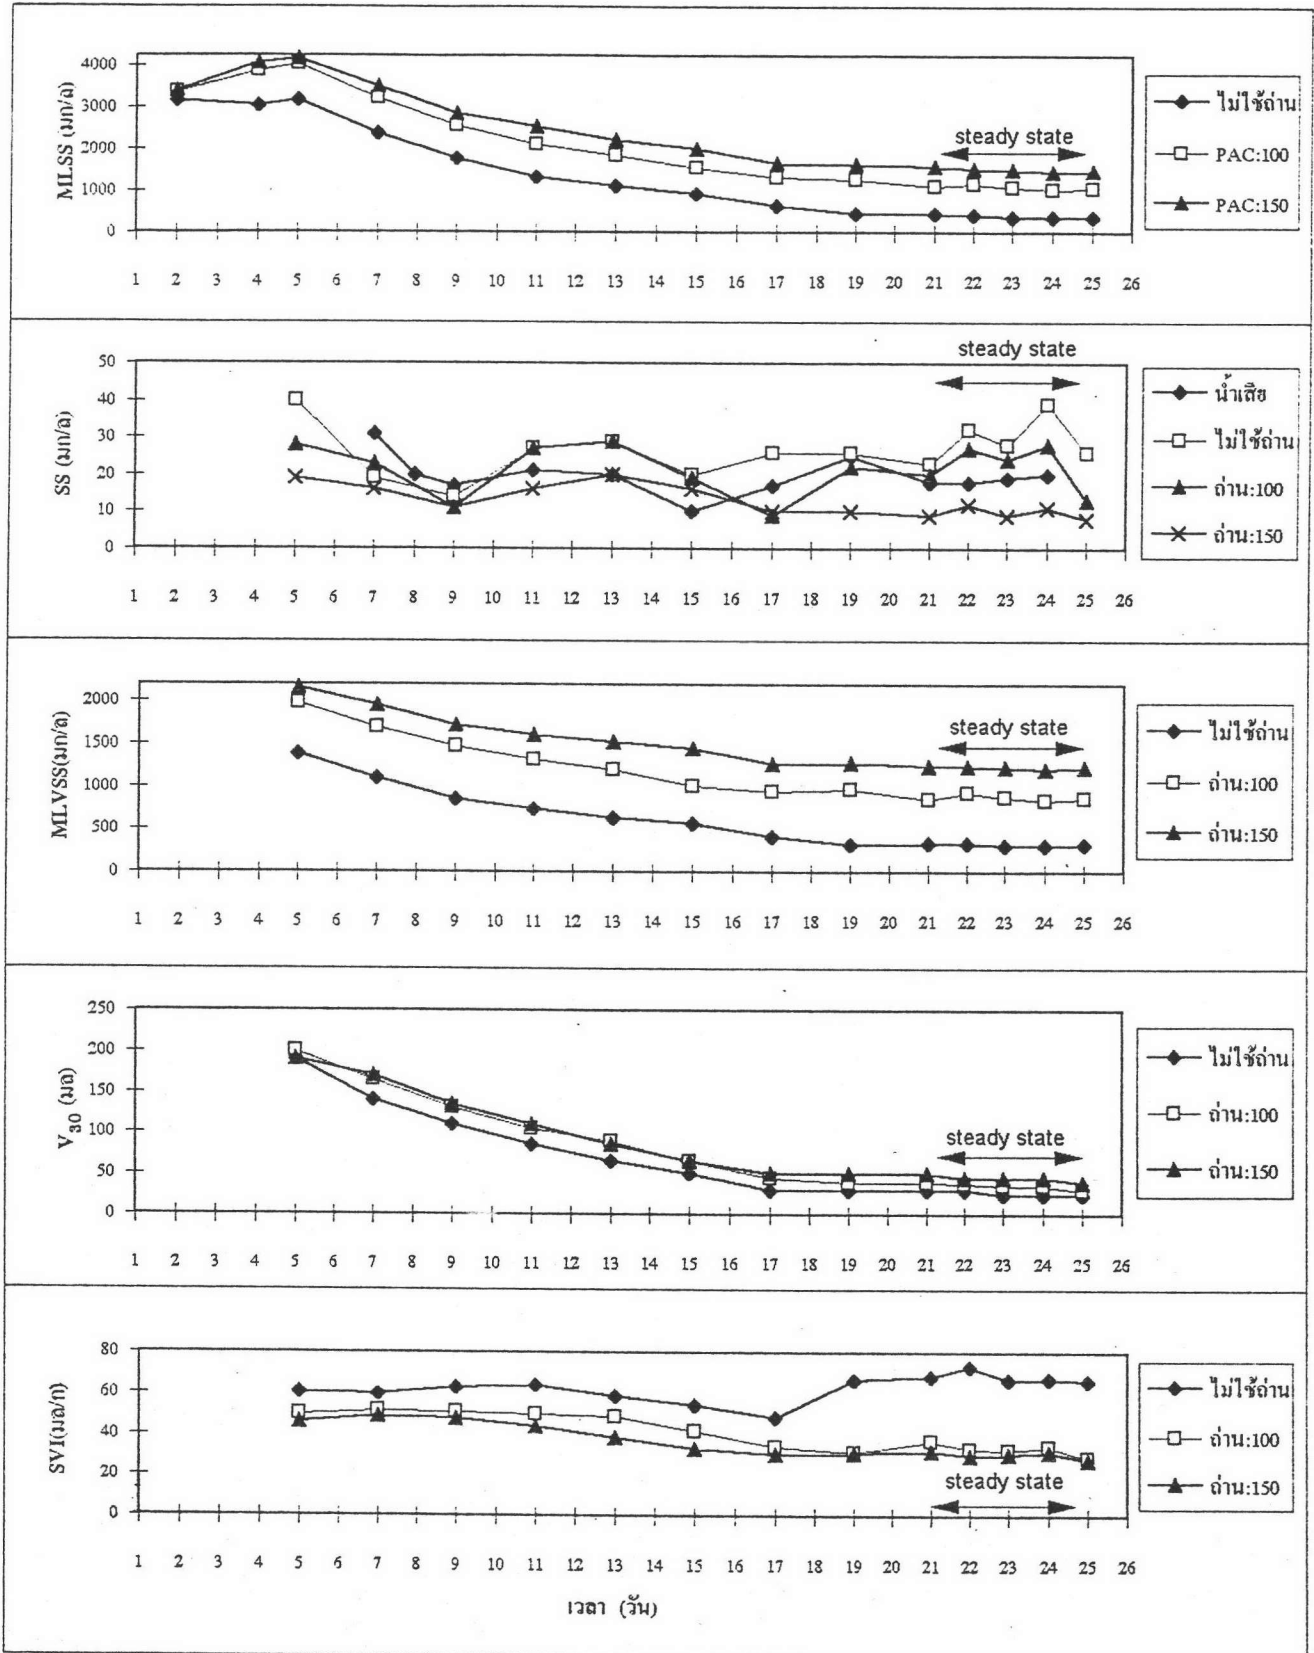 4000
3000
2000
1000
0
MLSS (มก/ล)
steady state
1 2 3 4 5 6 7 8 9 10 11 12 13 14 15 16 17 18 19 20 21 22 23 24 25 26
ไม่ใช้ถ่าน
PAC:100
PAC:150
50
40
30
20
10
0
SS (มก/ล)
steady state
1 2 3 4 5 6 7 8 9 10 11 12 13 14 15 16 17 18 19 20 21 22 23 24 25 26
น้ำเสีย
ไม่ใช้ถ่าน
ถ่าน:100
ถ่าน:150
2000
1500
1000
500
0
MLVSS(มก/ล)
steady state
1 2 3 4 5 6 7 8 9 10 11 12 13 14 15 16 17 18 19 20 21 22 23 24 25 26
ไม่ใช้ถ่าน
ถ่าน:100
ถ่าน:150
250
200
150
100
50
0
V30 (มล)
steady state
1 2 3 4 5 6 7 8 9 10 11 12 13 14 15 16 17 18 19 20 21 22 23 24 25 26
ไม่ใช้ถ่าน
ถ่าน:100
ถ่าน:150
80
60
40
20
0
SVI(มล/ก)
steady state
1 2 3 4 5 6 7 8 9 10 11 12 13 14 15 16 17 18 19 20 21 22 23 24 25 26
เวลา (วัน)
ไม่ใช้ถ่าน
ถ่าน:100
ถ่าน:150